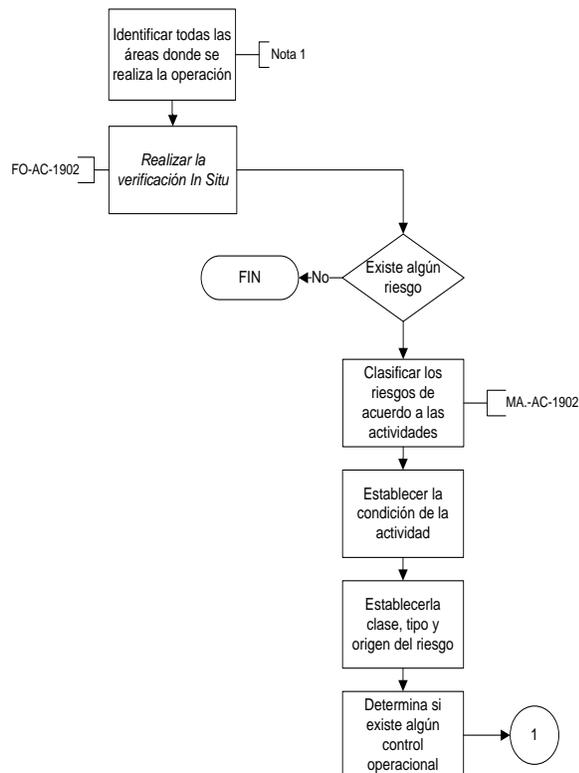 Identificar todas las
áreas donde se
realiza la operación
Nota 1
FO-AC-1902
Realizar la
verificación In Situ
Existe algún
riesgo
No
FIN
Clasificar los
riesgos de
acuerdo a las
actividades
MA.-AC-1902
Establecer la
condición de la
actividad
Establecerla
clase, tipo y
origen del riesgo
Determina si
existe algún
control
operacional
1